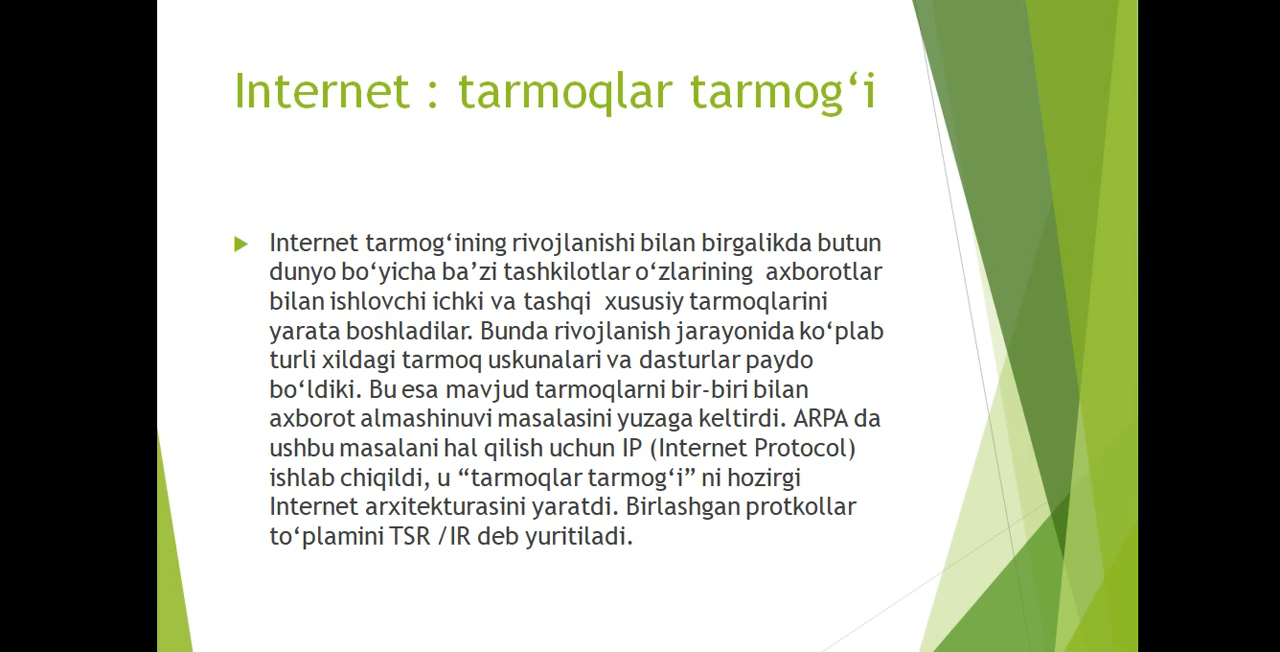 Internet : tarmoqlar tarmog‘i
Internet tarmog‘ining rivojlanishi bilan birgalikda butun
dunyo bo‘yicha ba’zi tashkilotlar o‘zlarining  axborotlar
bilan ishlovchi ichki va tashqi  xususiy tarmoqlarini
yarata boshladilar. Bunda rivojlanish jarayonida ko‘plab
turli xildagi tarmoq uskunalari va dasturlar paydo
bo‘ldiki. Bu esa mavjud tarmoqlarni bir-biri bilan
axborot almashinuvi masalasini yuzaga keltirdi. ARPA da
ushbu masalani hal qilish uchun IP (Internet Protocol)
ishlab chiqildi, u “tarmoqlar tarmog‘i” ni hozirgi
Internet arxitekturasini yaratdi. Birlashgan protkollar
to‘plamini TSR /IR deb yuritiladi.